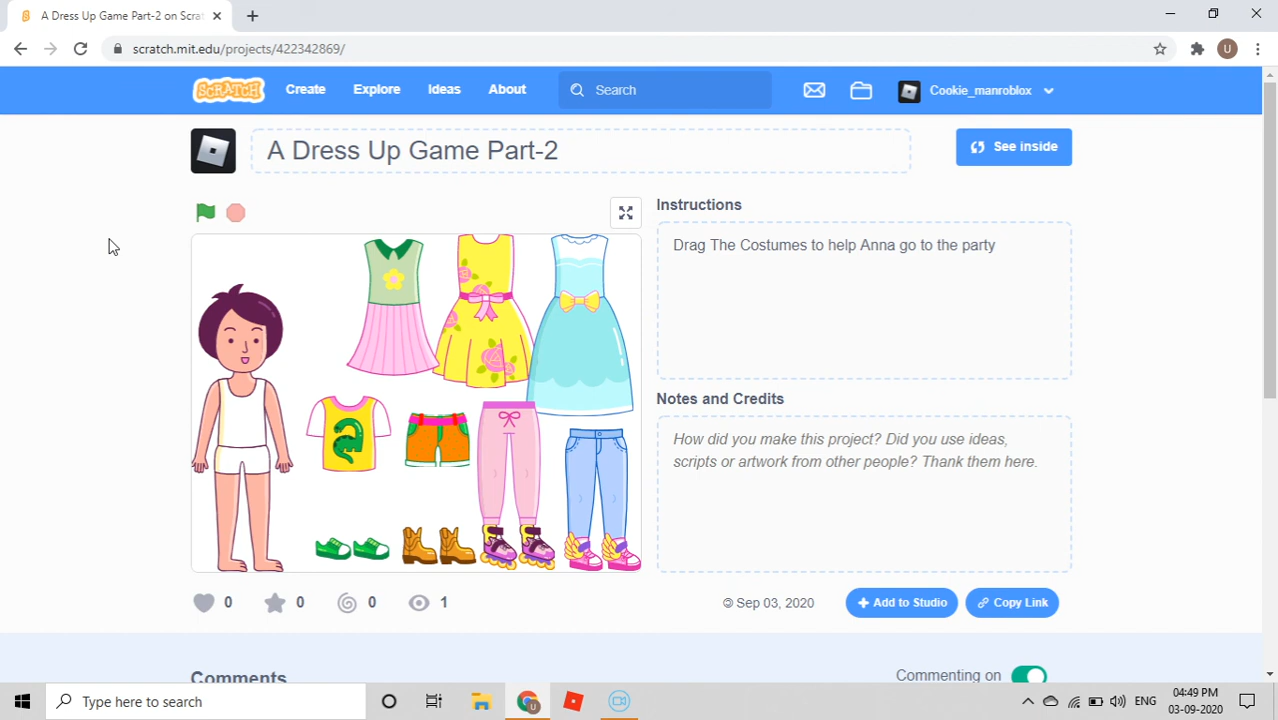 A Dress Up Game Part-2 on Scrat
scratch.mit.edu/projects/422342869/
U
SCRATCH
Create
Explore
Ideas
About
Search
Cookie_manroblox
A Dress Up Game Part-2
See inside
Instructions
Drag The Costumes to help Anna go to the party
Notes and Credits
How did you make this project? Did you use ideas,
scripts or artwork from other people? Thank them here.
0
0
0
1
© Sep 03, 2020
Add to Studio
Copy Link
Comments
Commenting on
Type here to search
ENG
04:49 PM
03-09-2020